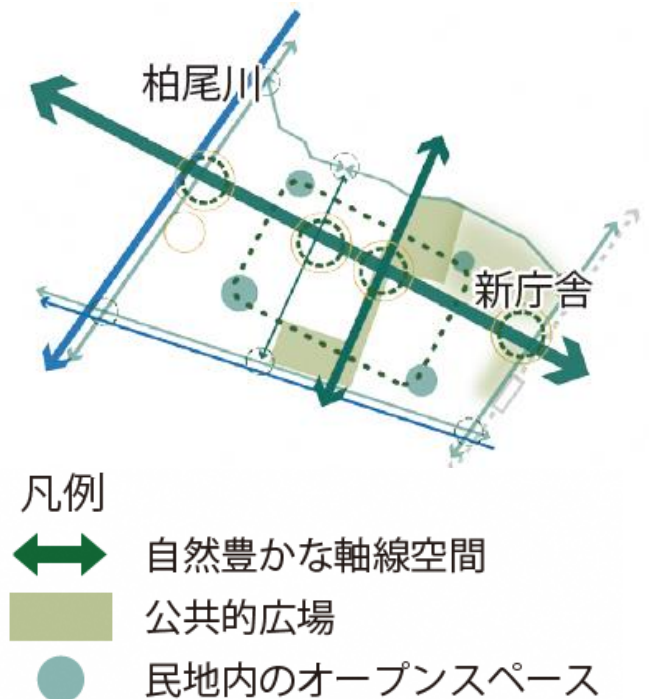 柏尾川
新庁舎
凡例
自然豊かな軸線空間
公共的広場
民地内のオープンスペース